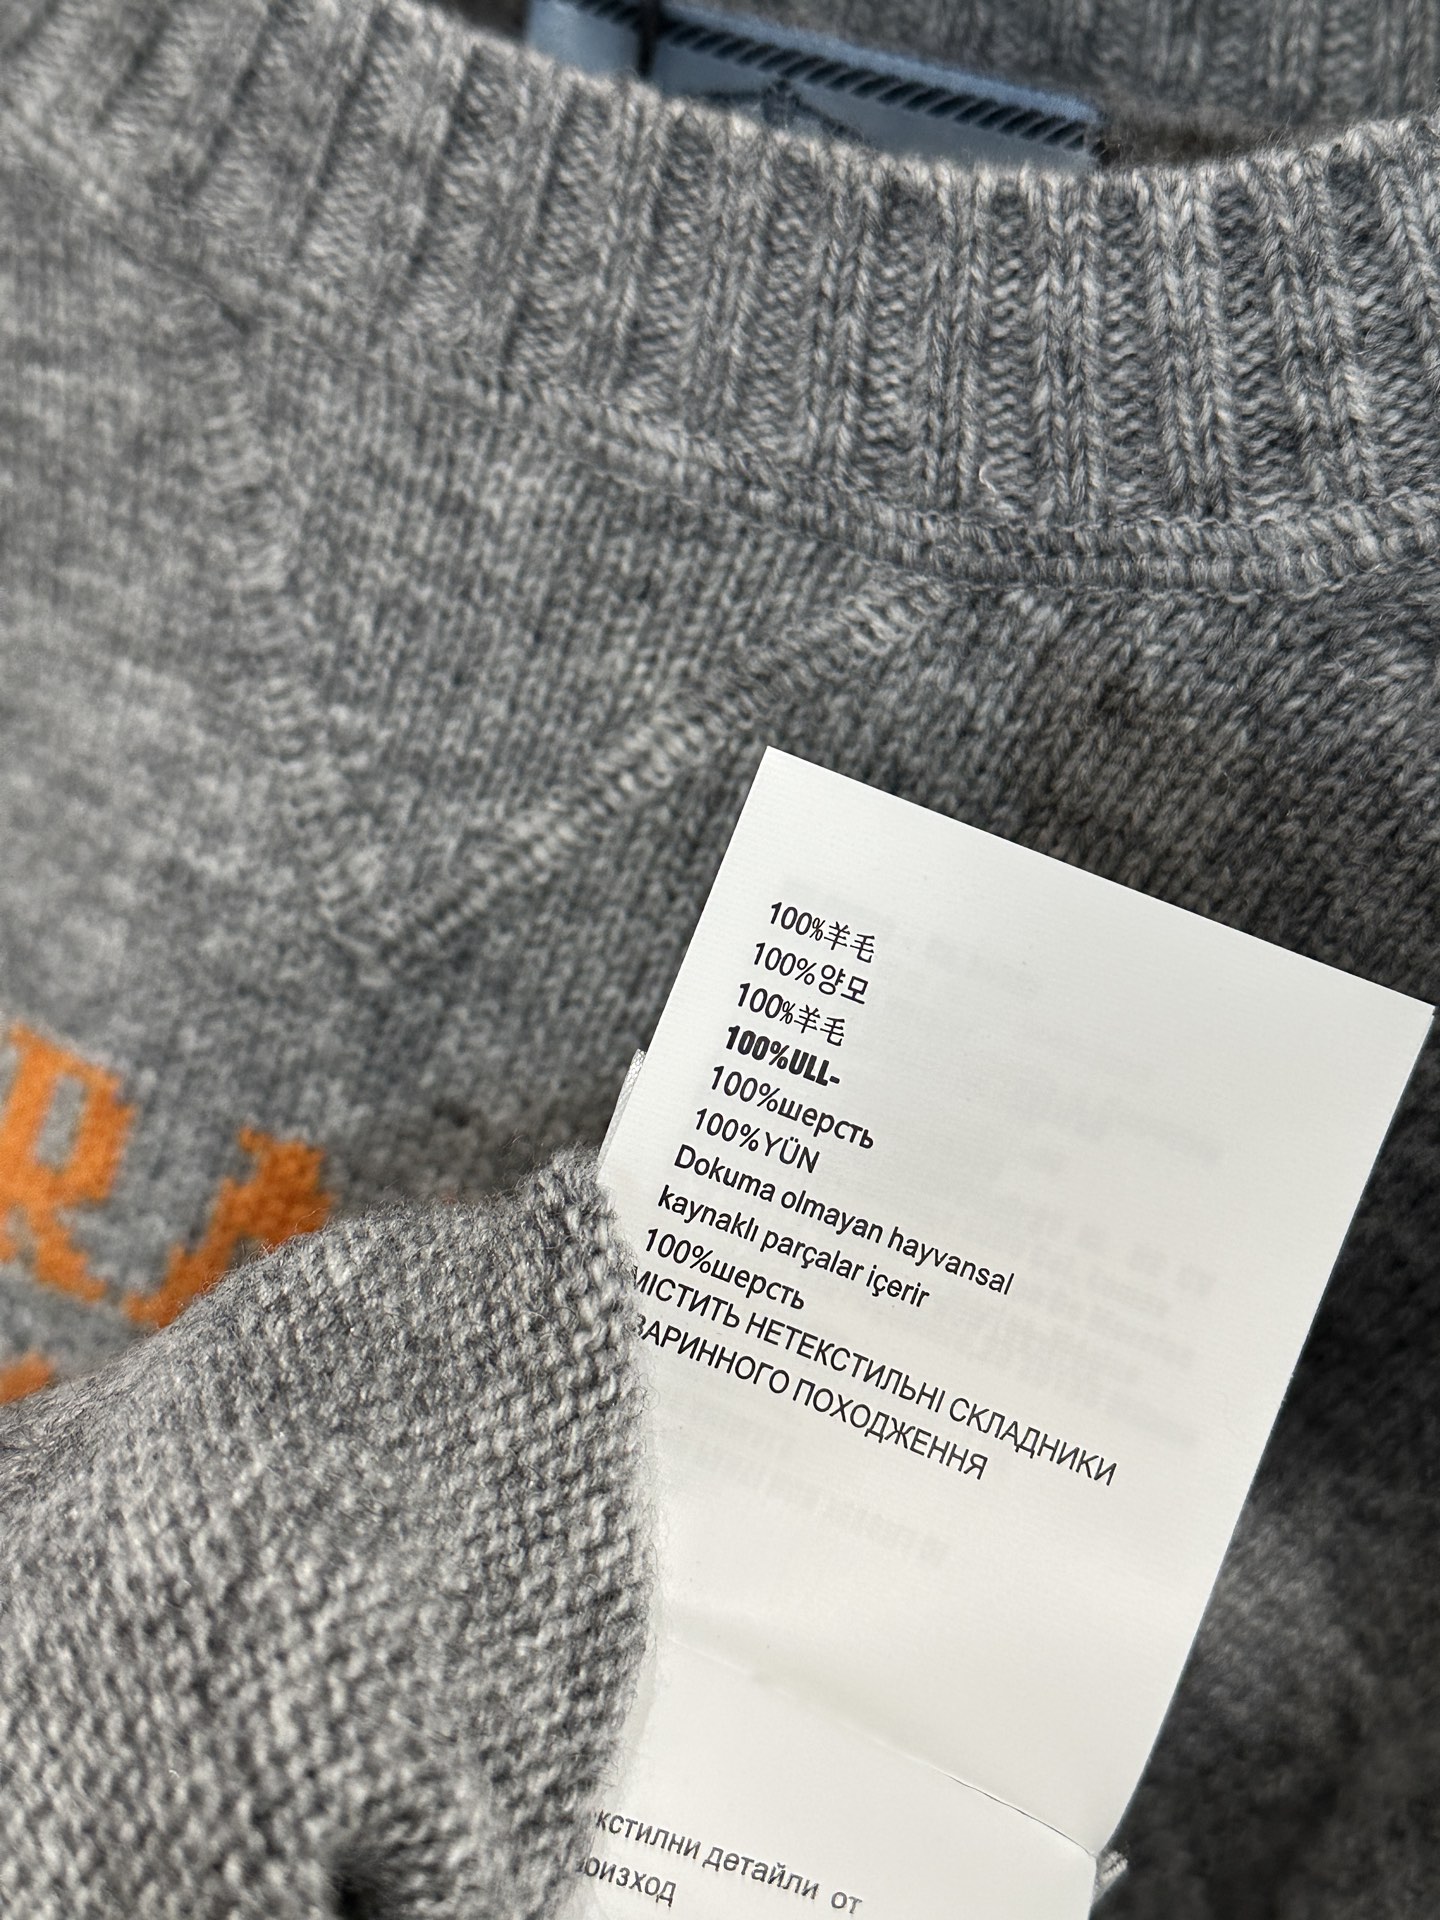 100%羊毛
100%양모
100%羊毛
100%ULL-
100%шерсть
100%YÜN
Dokuma olmayan hayvansal
kaynaklı parçalar içerir
100%шерсть
МІСТИТЬ НЕТЕКСТИЛЬНІ СКЛАДНИКИ
ВАРИННОГО ПОХОДЖЕННЯ
кстилни детайли от
оизход